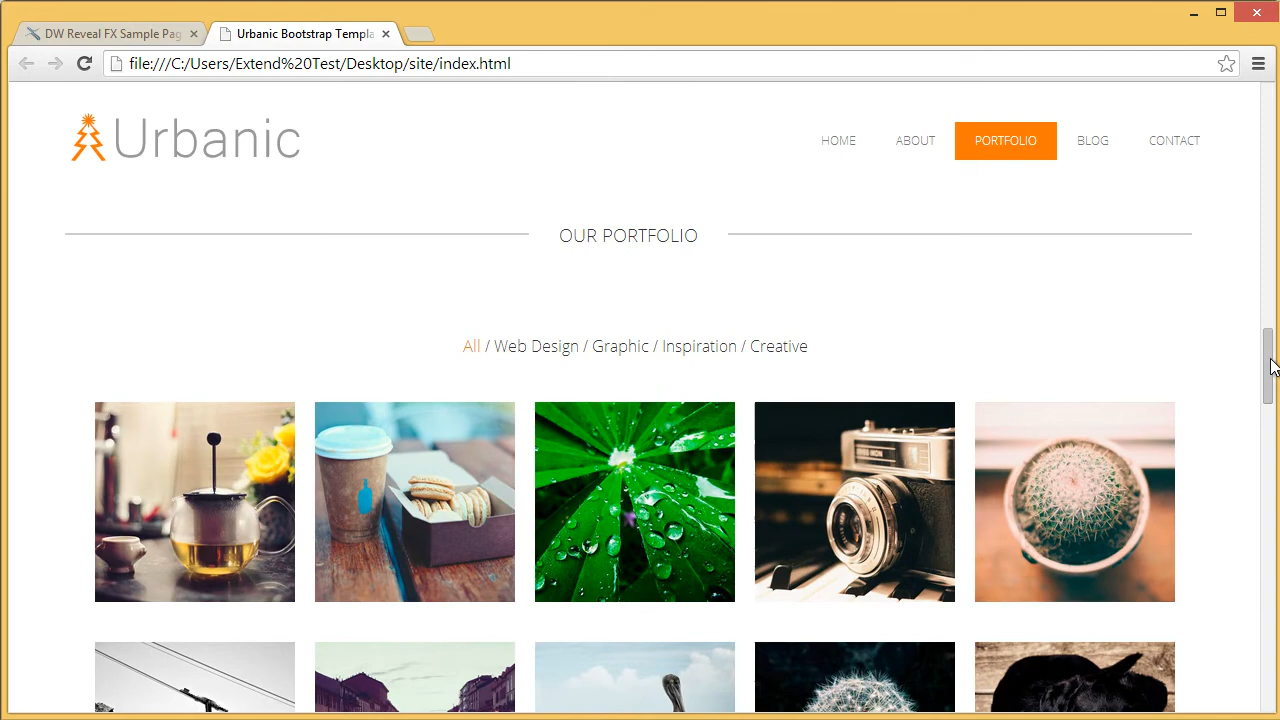 DW Reveal FX Sample Pag
Urbanic Bootstrap Templa
file:///C:/Users/Extend%20Test/Desktop/site/index.html
Urbanic
HOME
ABOUT
PORTFOLIO
BLOG
CONTACT
OUR PORTFOLIO
All / Web Design / Graphic / Inspiration / Creative